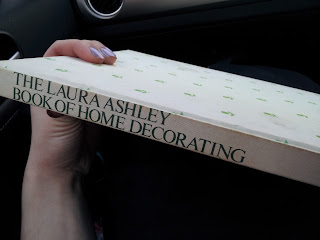 THE LAURA ASHLEY
BOOK OF HOME DECORATING